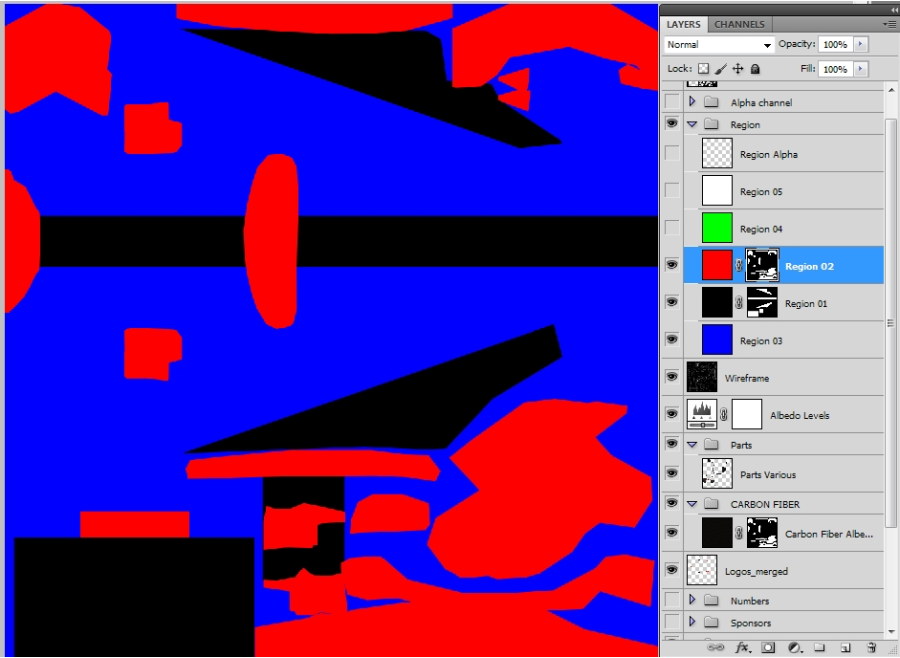 LAYERS CHANNELS
Normal Opacity: 100%
Lock: Fill: 100%
Alpha channel
Region
Region Alpha
Region 05
Region 04
Region 02
Region 01
Region 03
Wireframe
Albedo Levels
Parts
Parts Various
CARBON FIBER
Carbon Fiber Albe...
Logos_merged
Numbers
Sponsors
fx.